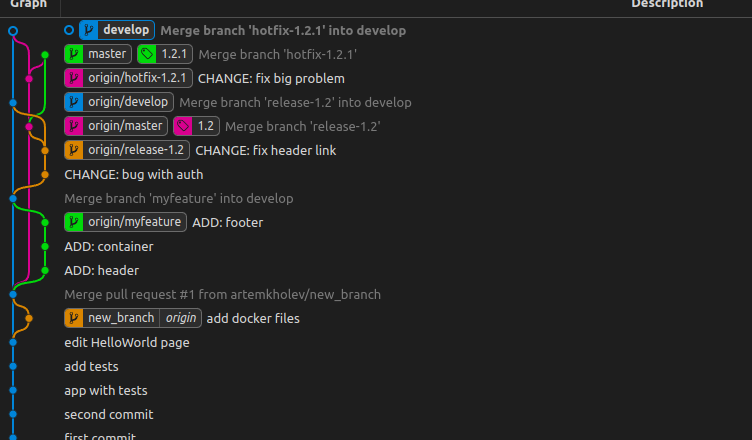 Graph Description
develop Merge branch 'hotfix-1.2.1' into develop
master 1.2.1 Merge branch 'hotfix-1.2.1'
origin/hotfix-1.2.1 CHANGE: fix big problem
origin/develop Merge branch 'release-1.2' into develop
origin/master 1.2 Merge branch 'release-1.2'
origin/release-1.2 CHANGE: fix header link
CHANGE: bug with auth
Merge branch 'myfeature' into develop
origin/myfeature ADD: footer
ADD: container
ADD: header
Merge pull request #1 from artemkholev/new_branch
new_branch origin add docker files
edit HelloWorld page
add tests
app with tests
second commit
first commit